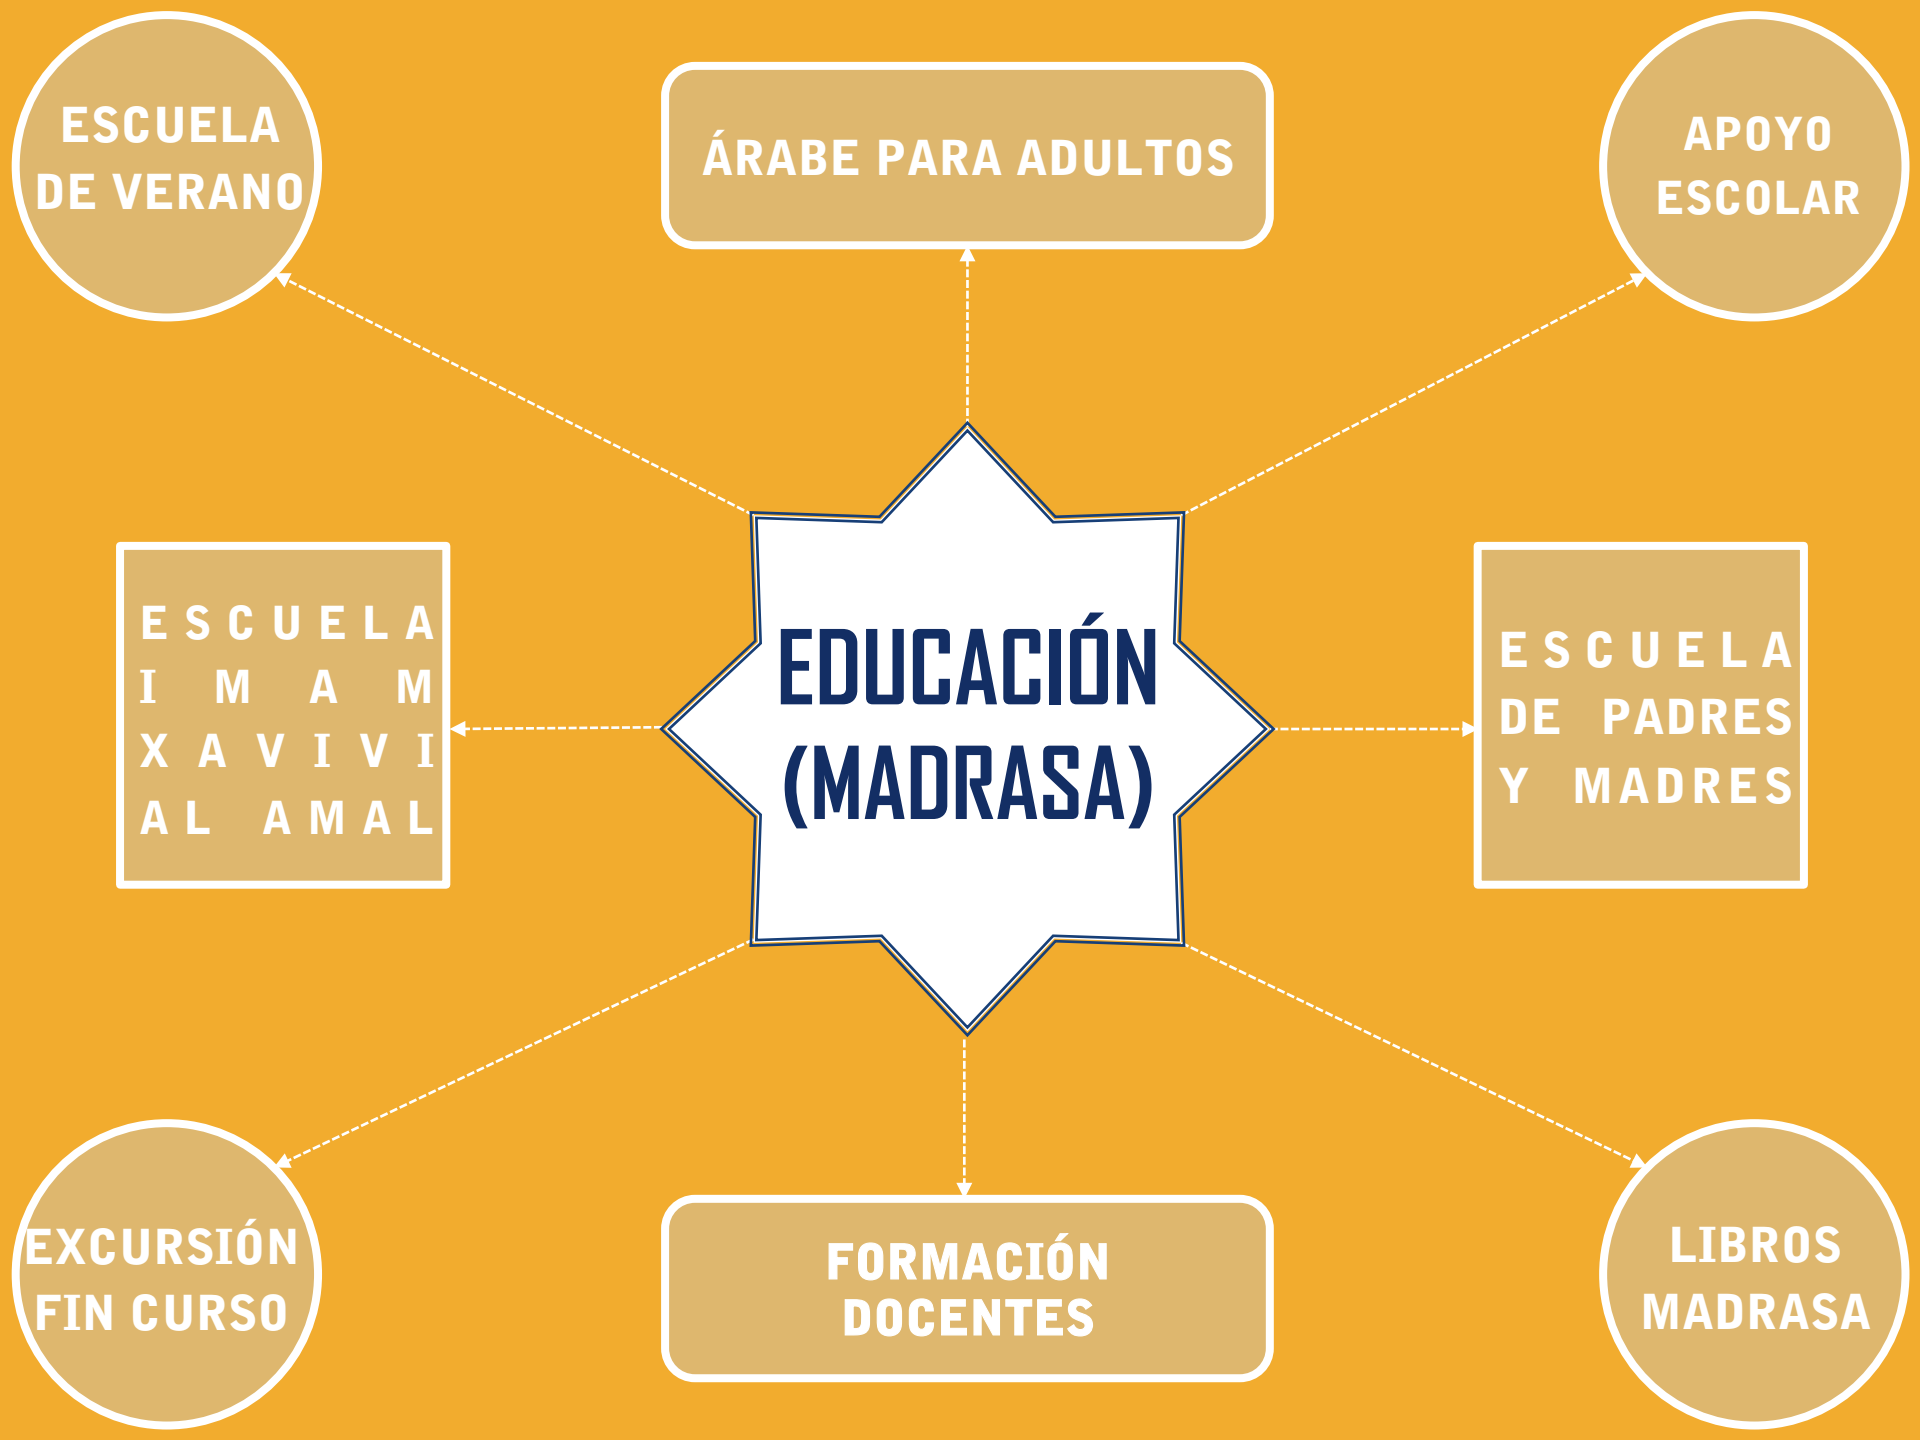 ESCUELA
DE VERANO
ÁRABE PARA ADULTOS
APOYO
ESCOLAR
ESCUELA
IMAM
XAVIVI
AL AMAL
EDUCACIÓN
(MADRASA)
ESCUELA
DE PADRES
Y MADRES
EXCURSIÓN
FIN CURSO
FORMACIÓN
DOCENTES
LIBROS
MADRASA